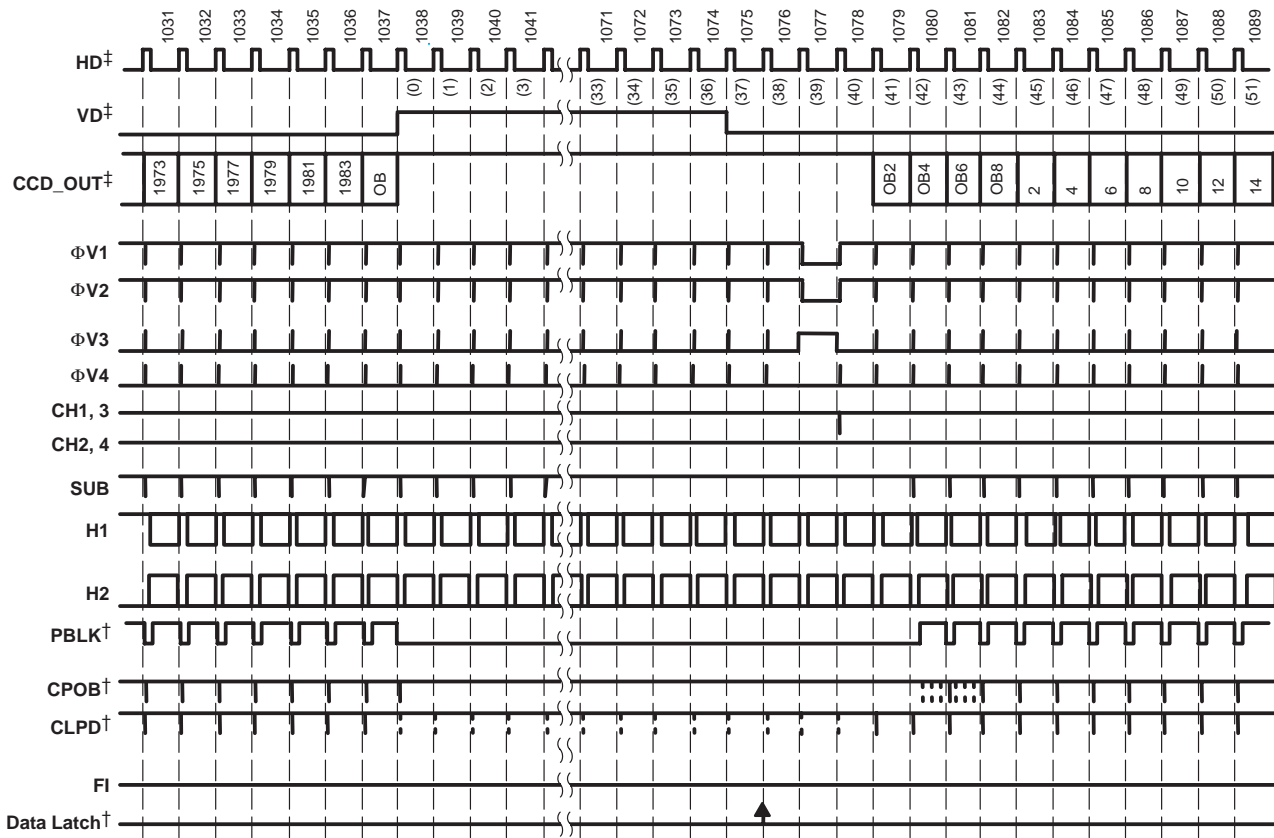 1031 1032 1033 1034 1035 1036 1037 1038 1039 1040 1041 1071 1072 1073 1074 1075 1076 1077 1078 1079 1080 1081 1082 1083 1084 1085 1086 1087 1088 1089
HD‡
(0) (1) (2) (3) (33) (34) (35) (36) (37) (38) (39) (40) (41) (42) (43) (44) (45) (46) (47) (48) (49) (50) (51)
VD‡
CCD_OUT‡ 1973 1975 1977 1979 1981 1983 OB OB2 OB4 OB6 OB8 2 4 6 8 10 12 14
ΦV1
ΦV2
ΦV3
ΦV4
CH1, 3
CH2, 4
SUB
H1
H2
PBLK†
CPOB†
CLPD†
FI
Data Latch†